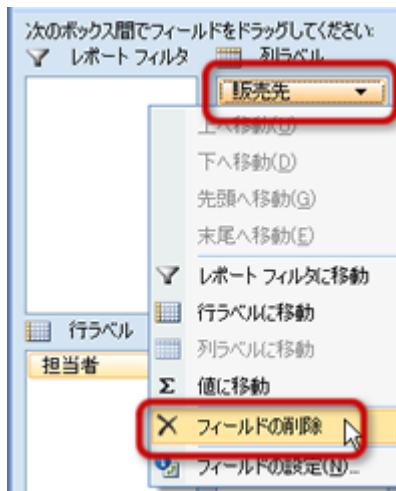 次のボックス間でフィールドをドラッグしてください:
レポート フィルタ 列ラベル
販売先
上へ移動(U)
下へ移動(D)
先頭へ移動(G)
末尾へ移動(E)
レポート フィルタに移動
行ラベルに移動
列ラベルに移動
Σ 値に移動
行ラベル
担当者
フィールドの削除
フィールドの設定(N)...